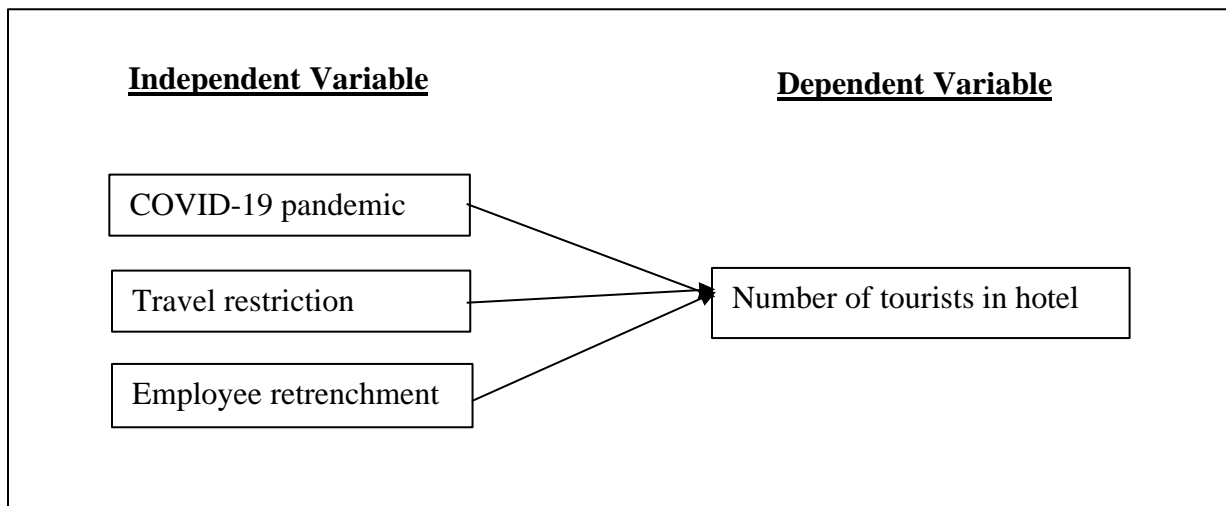 Independent Variable
Dependent Variable
COVID-19 pandemic
Travel restriction
Number of tourists in hotel
Employee retrenchment